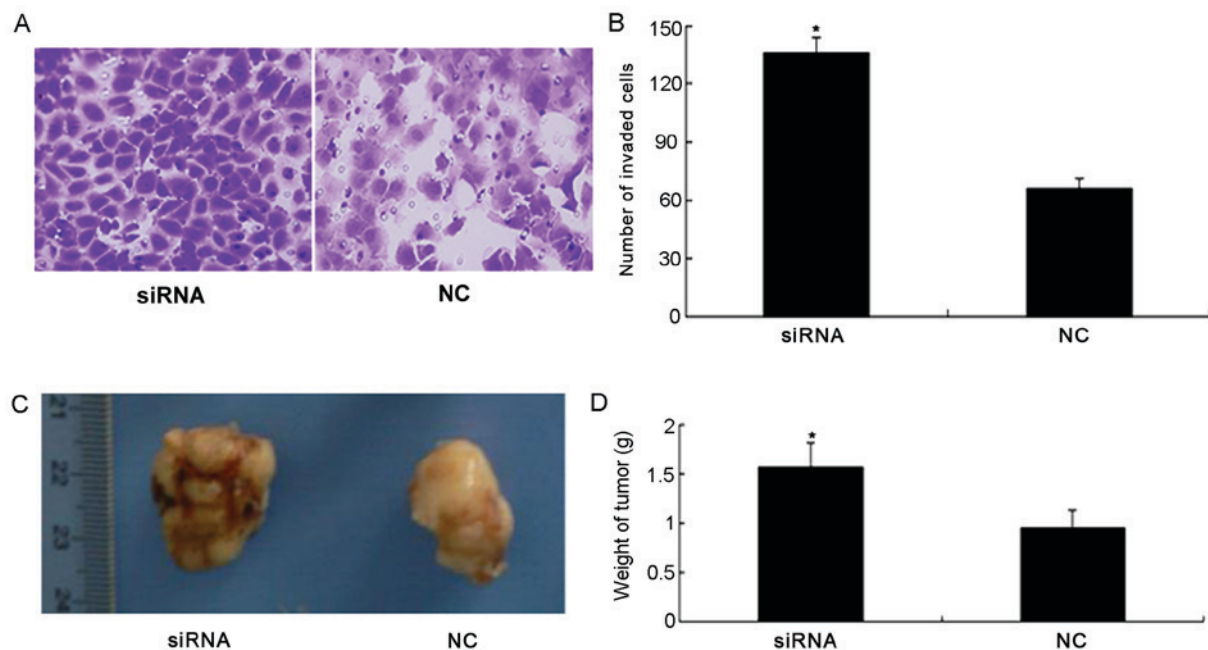 A
siRNA
NC
B
Number of invaded cells
150
120
90
60
30
0
*
siRNA
NC
C
21
22
23
24
siRNA
NC
D
Weight of tumor (g)
2
1.5
1
0.5
0
*
siRNA
NC